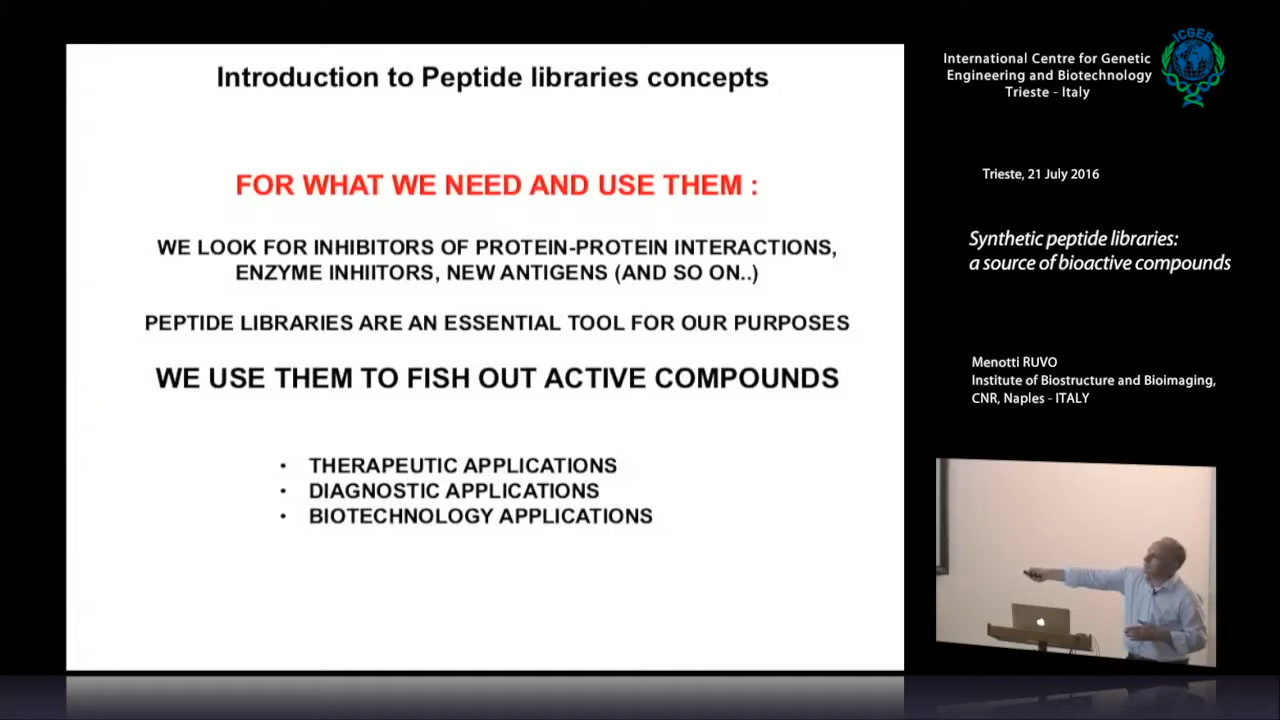 Introduction to Peptide libraries concepts
FOR WHAT WE NEED AND USE THEM :
WE LOOK FOR INHIBITORS OF PROTEIN-PROTEIN INTERACTIONS,
ENZYME INHIITORS, NEW ANTIGENS (AND SO ON..)
PEPTIDE LIBRARIES ARE AN ESSENTIAL TOOL FOR OUR PURPOSES
WE USE THEM TO FISH OUT ACTIVE COMPOUNDS
• THERAPEUTIC APPLICATIONS
• DIAGNOSTIC APPLICATIONS
• BIOTECHNOLOGY APPLICATIONS
International Centre for Genetic
Engineering and Biotechnology
Trieste - Italy
ICGEB
Trieste, 21 July 2016
Synthetic peptide libraries:
a source of bioactive compounds
Menotti RUVO
Institute of Biostructure and Bioimaging,
CNR, Naples - ITALY